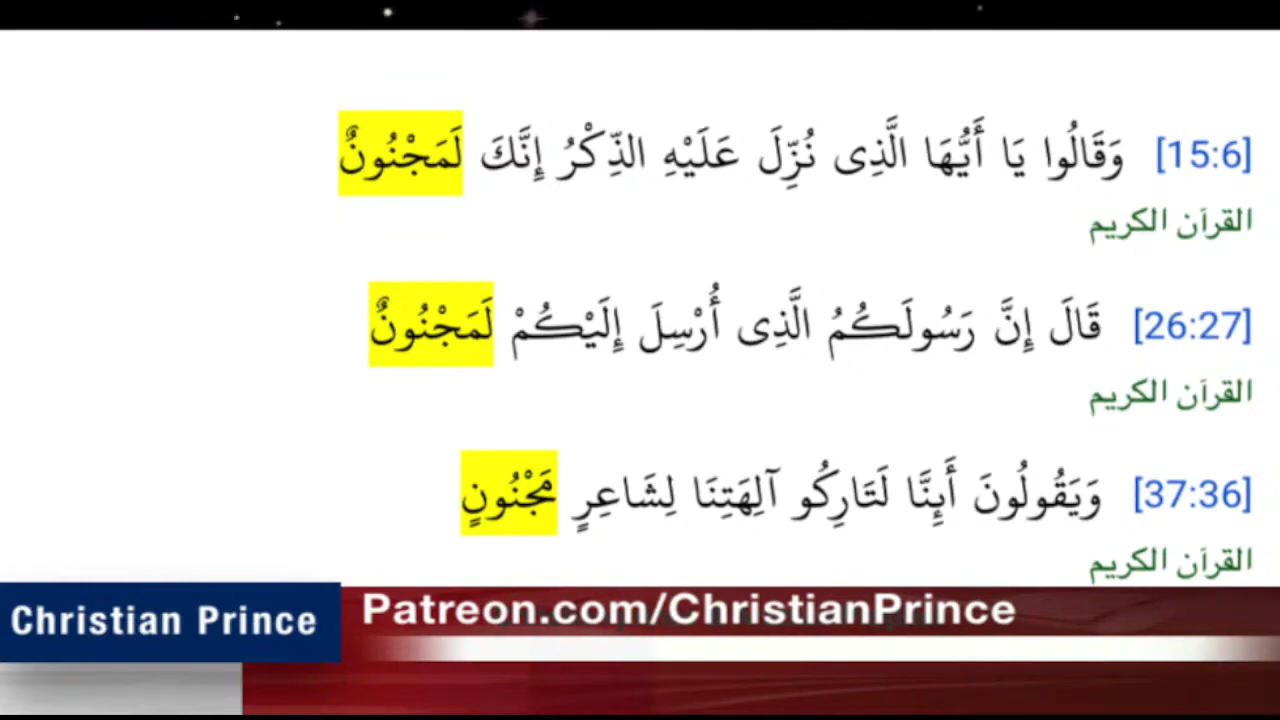 [15:6] وَقَالُوا يَا أَيُّهَا الَّذِى نُزِّلَ عَلَيْهِ الذِّكْرُ إِنَّكَ لَمَجْنُونٌ
القرآن الكريم
[26:27] قَالَ إِنَّ رَسُولَكُمُ الَّذِى أُرْسِلَ إِلَيْكُمْ لَمَجْنُونٌ
القرآن الكريم
[37:36] وَيَقُولُونَ أَئِنَّا لَتَارِكُو آلِهَتِنَا لِشَاعِرٍ مَجْنُونٍ
القرآن الكريم
Christian Prince
Patreon.com/ChristianPrince